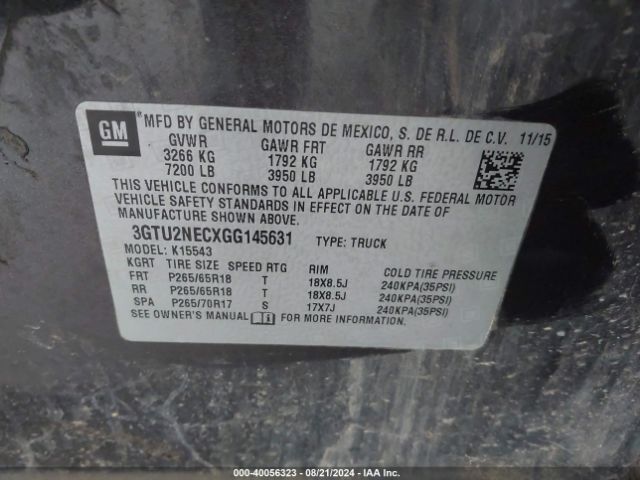 GM
®MFD BY GENERAL MOTORS DE MEXICO, S. DE R.L. DE C.V. 11/15
GVWR GAWR FRT GAWR RR
3266 KG 1792 KG 1792 KG
7200 LB 3950 LB 3950 LB
THIS VEHICLE CONFORMS TO ALL APPLICABLE U.S. FEDERAL MOTOR
VEHICLE SAFETY STANDARDS IN EFFECT ON THE DATE OF
MANUFACTURE SHOWN ABOVE.
3GTU2NECXGG145631 TYPE: TRUCK
MODEL: K15543
KGRT TIRE SIZE SPEED RTG RIM COLD TIRE PRESSURE
FRT P265/65R18 T 18X8.5J 240KPA(35PSI)
RR P265/65R18 T 18X8.5J 240KPA(35PSI)
SPA P265/70R17 S 17X7J 240KPA(35PSI)
SEE OWNER'S MANUAL FOR MORE INFORMATION
000-40056323 - 08/21/2024 - IAA Inc.